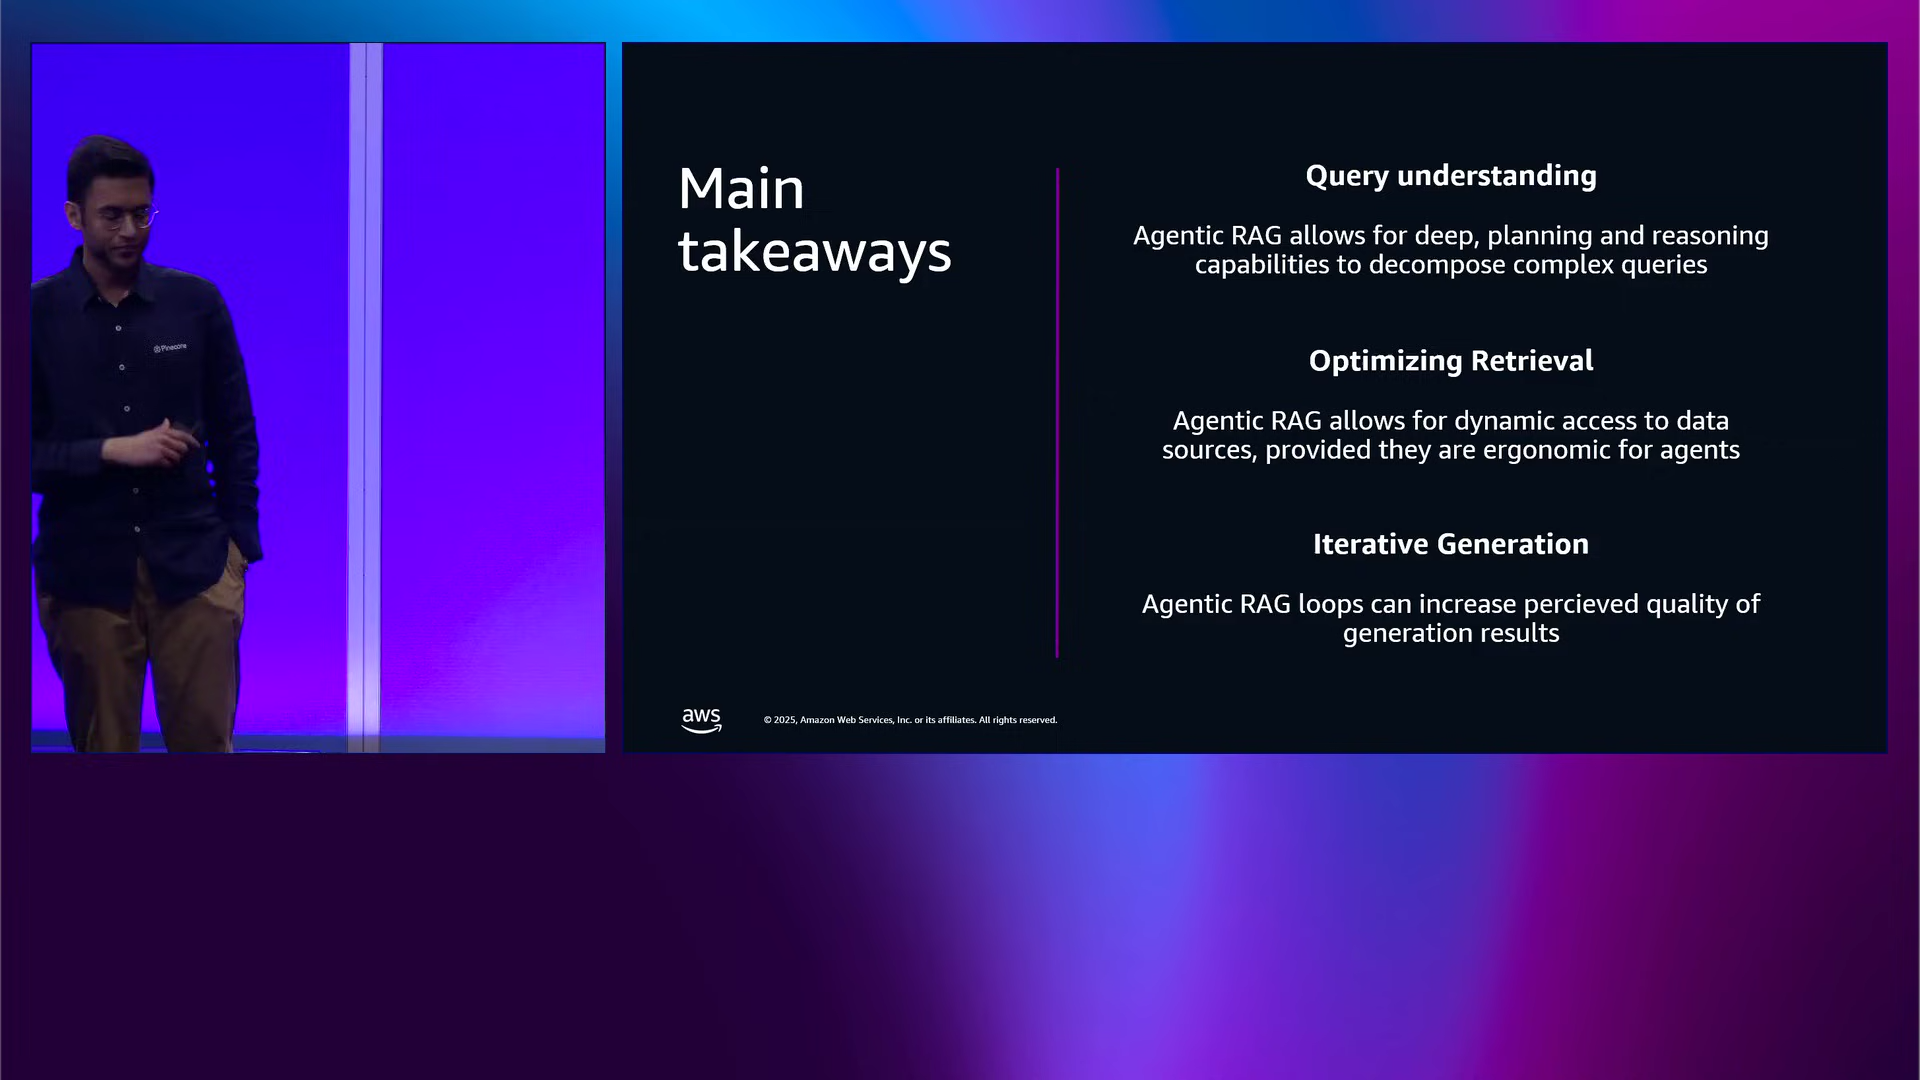 Main
takeaways
Query understanding
Agentic RAG allows for deep, planning and reasoning
capabilities to decompose complex queries
Optimizing Retrieval
Agentic RAG allows for dynamic access to data
sources, provided they are ergonomic for agents
Iterative Generation
Agentic RAG loops can increase percieved quality of
generation results
aws
© 2025, Amazon Web Services, Inc. or its affiliates. All rights reserved.
Pinecone